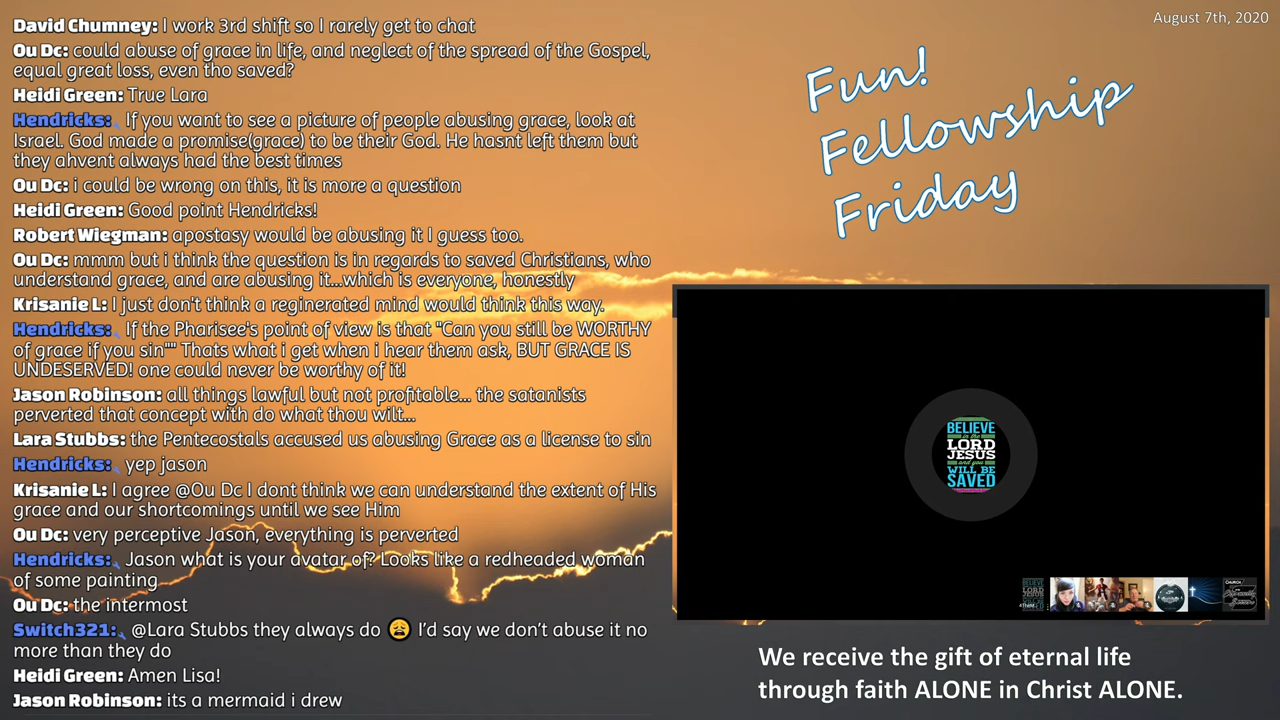 August 7th, 2020
David Chumney: I work 3rd shift so I rarely get to chat
Ou Dc: could abuse of grace in life, and neglect of the spread of the Gospel,
equal great loss, even tho saved?
Heidi Green: True Lara
Hendricks: If you want to see a picture of people abusing grace, look at
Israel. God made a promise(grace) to be their God. He hasnt left them but
they ahvent always had the best times
Ou Dc: i could be wrong on this, it is more a question
Heidi Green: Good point Hendricks!
Robert Wiegman: apostasy would be abusing it I guess too.
Ou Dc: mmm but i think the question is in regards to saved Christians, who
understand grace, and are abusing it...which is everyone, honestly
Krisanie L: I just don't think a reginerated mind would think this way.
Hendricks: If the Pharisee's point of view is that "Can you still be WORTHY
of grace if you sin"" Thats what i get when i hear them ask, BUT GRACE IS
UNDESERVED! one could never be worthy of it!
Jason Robinson: all things lawful but not profitable... the satanists
perverted that concept with do what thou wilt...
Lara Stubbs: the Pentecostals accused us abusing Grace as a license to sin
Hendricks: yep jason
Krisanie L: I agree @Ou Dc I dont think we can understand the extent of His
grace and our shortcomings until we see Him
Ou Dc: very perceptive Jason, everything is perverted
Hendricks: Jason what is your avatar of? Looks like a redheaded woman
of some painting
Ou Dc: the intermost
Switch321: @Lara Stubbs they always do 😩 I'd say we don't abuse it no
more than they do
Heidi Green: Amen Lisa!
Jason Robinson: its a mermaid i drew
Fun!
Fellowship
Friday
BELIEVE
in the
LORD
JESUS
and you
WILL BE
SAVED
CHURCH
We receive the gift of eternal life
through faith ALONE in Christ ALONE.